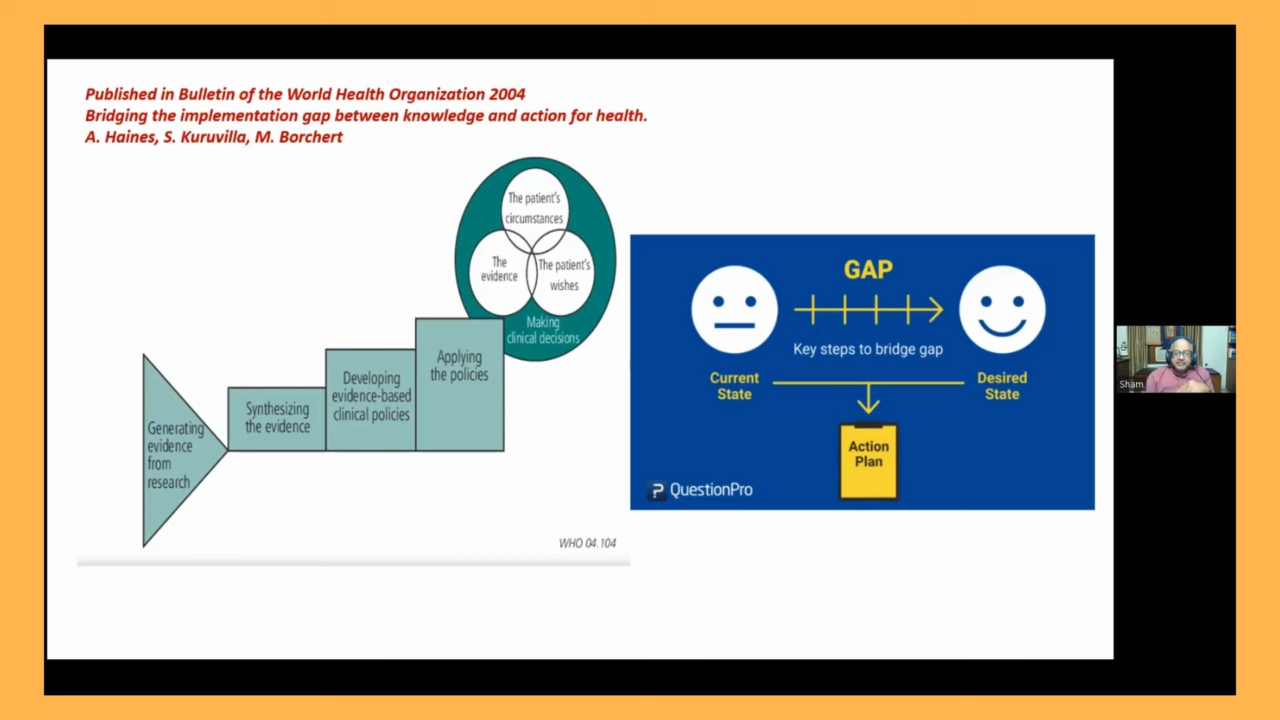 Published in Bulletin of the World Health Organization 2004
Bridging the implementation gap between knowledge and action for health.
A. Haines, S. Kuruvilla, M. Borchert
The patient's
circumstances
The
evidence
The patient's
wishes
Making
clinical decisions
Applying
the policies
Developing
evidence-based
clinical policies
Synthesizing
the evidence
Generating
evidence
from
research
WHO 04.104
GAP
Key steps to bridge gap
Current
State
Desired
State
Action
Plan
QuestionPro
Sham